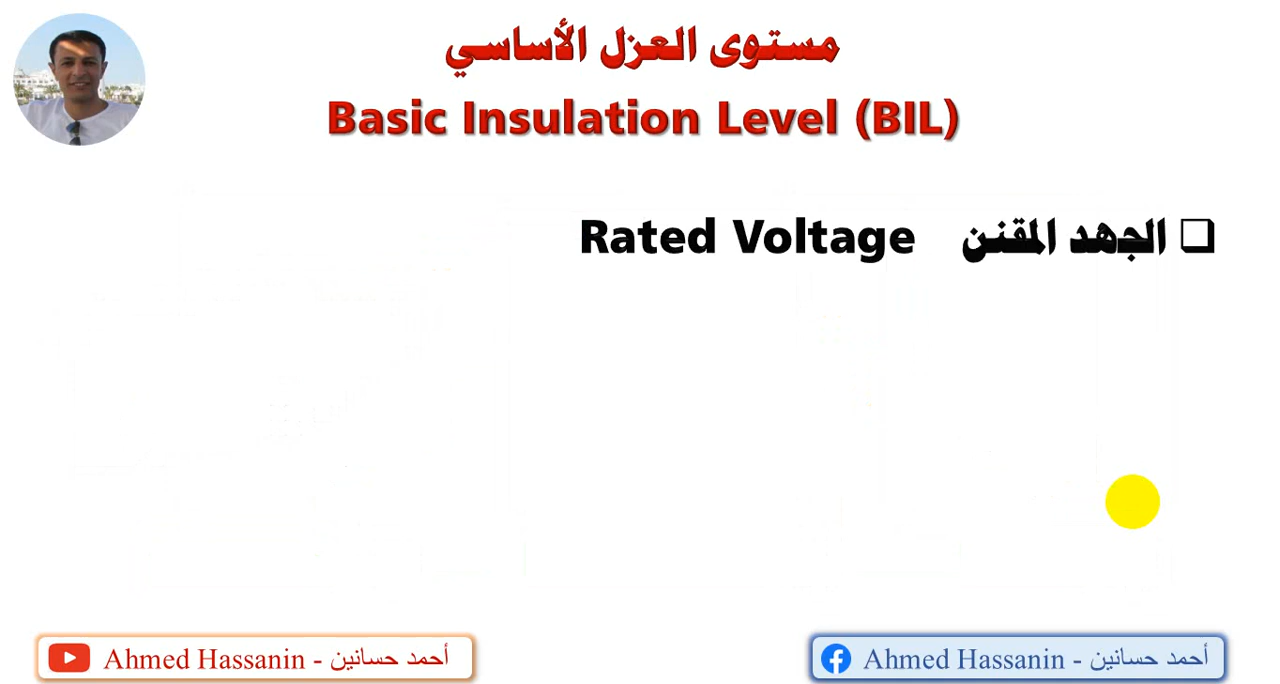 مستوى العزل الأساسي
Basic Insulation Level (BIL)
❑ الجهد المقنن Rated Voltage
Ahmed Hassanin - أحمد حسانين
Ahmed Hassanin - أحمد حسانين